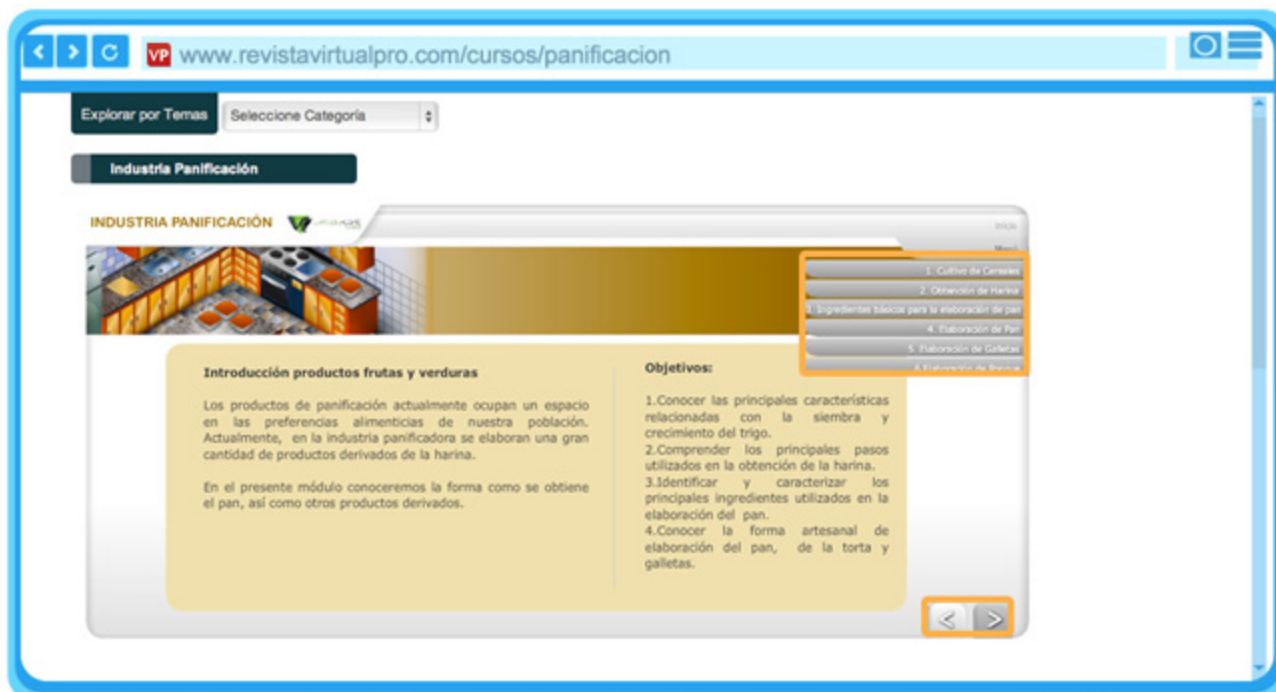 VP www.revistavirtualpro.com/cursos/panificacion
Explorar por Temas
Seleccione Categoría
Industria Panificación
INDUSTRIA PANIFICACIÓN
Inicio
Menú
1. Cultivo de Cereales
2. Obtención de Harina
3. Ingredientes básicos para la elaboración de pan
4. Elaboración de Pan
5. Elaboración de Galletas
Introducción productos frutas y verduras
Los productos de panificación actualmente ocupan un espacio
en las preferencias alimenticias de nuestra población.
Actualmente, en la industria panificadora se elaboran una gran
cantidad de productos derivados de la harina.
En el presente módulo conoceremos la forma como se obtiene
el pan, así como otros productos derivados.
Objetivos:
1.Conocer las principales características
relacionadas con la siembra y
crecimiento del trigo.
2.Comprender los principales pasos
utilizados en la obtención de la harina.
3.Identificar y caracterizar los
principales ingredientes utilizados en la
elaboración del pan.
4.Conocer la forma artesanal de
elaboración del pan, de la torta y
galletas.